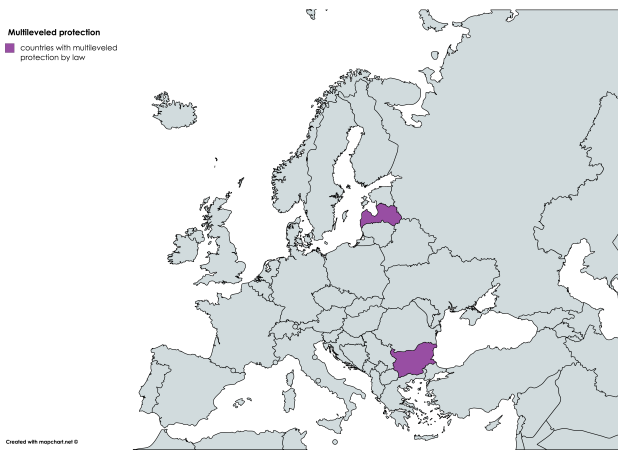 Multileveled protection
countries with multileveled
protection by law
Created with mapchart.net ©